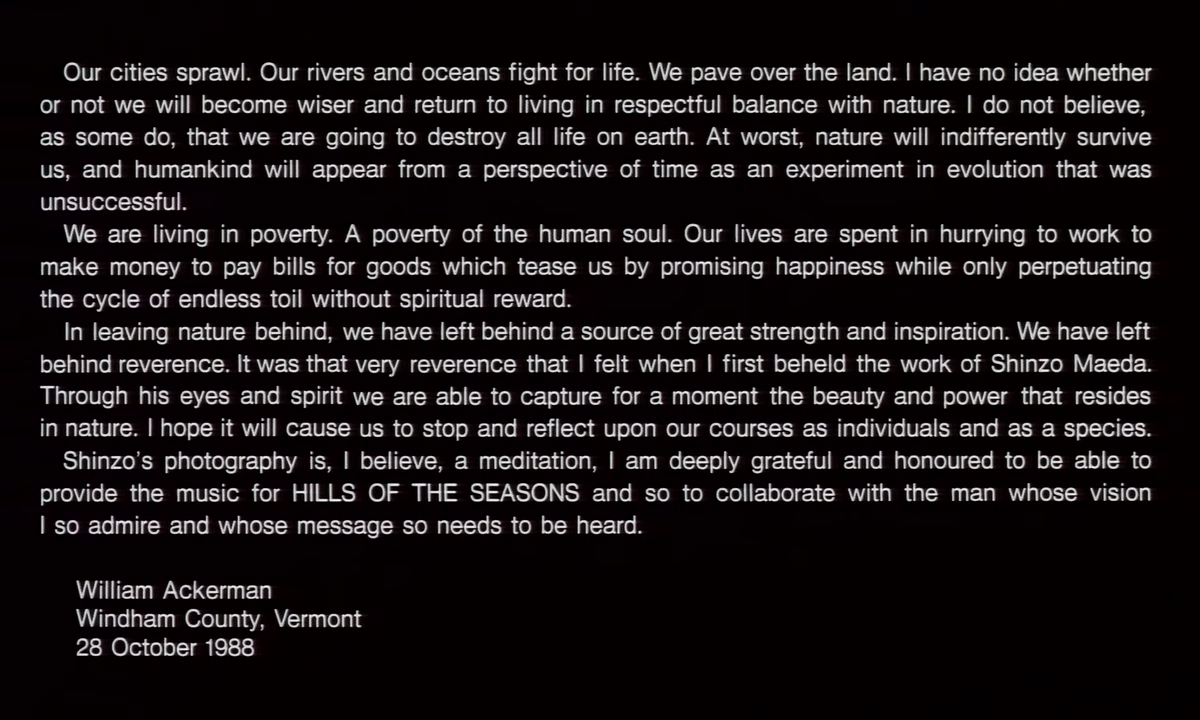 Our cities sprawl. Our rivers and oceans fight for life. We pave over the land. I have no idea whether
or not we will become wiser and return to living in respectful balance with nature. I do not believe,
as some do, that we are going to destroy all life on earth. At worst, nature will indifferently survive
us, and humankind will appear from a perspective of time as an experiment in evolution that was
unsuccessful.
We are living in poverty. A poverty of the human soul. Our lives are spent in hurrying to work to
make money to pay bills for goods which tease us by promising happiness while only perpetuating
the cycle of endless toil without spiritual reward.
In leaving nature behind, we have left behind a source of great strength and inspiration. We have left
behind reverence. It was that very reverence that I felt when I first beheld the work of Shinzo Maeda.
Through his eyes and spirit we are able to capture for a moment the beauty and power that resides
in nature. I hope it will cause us to stop and reflect upon our courses as individuals and as a species.
Shinzo's photography is, I believe, a meditation, I am deeply grateful and honoured to be able to
provide the music for HILLS OF THE SEASONS and so to collaborate with the man whose vision
I so admire and whose message so needs to be heard.
William Ackerman
Windham County, Vermont
28 October 1988